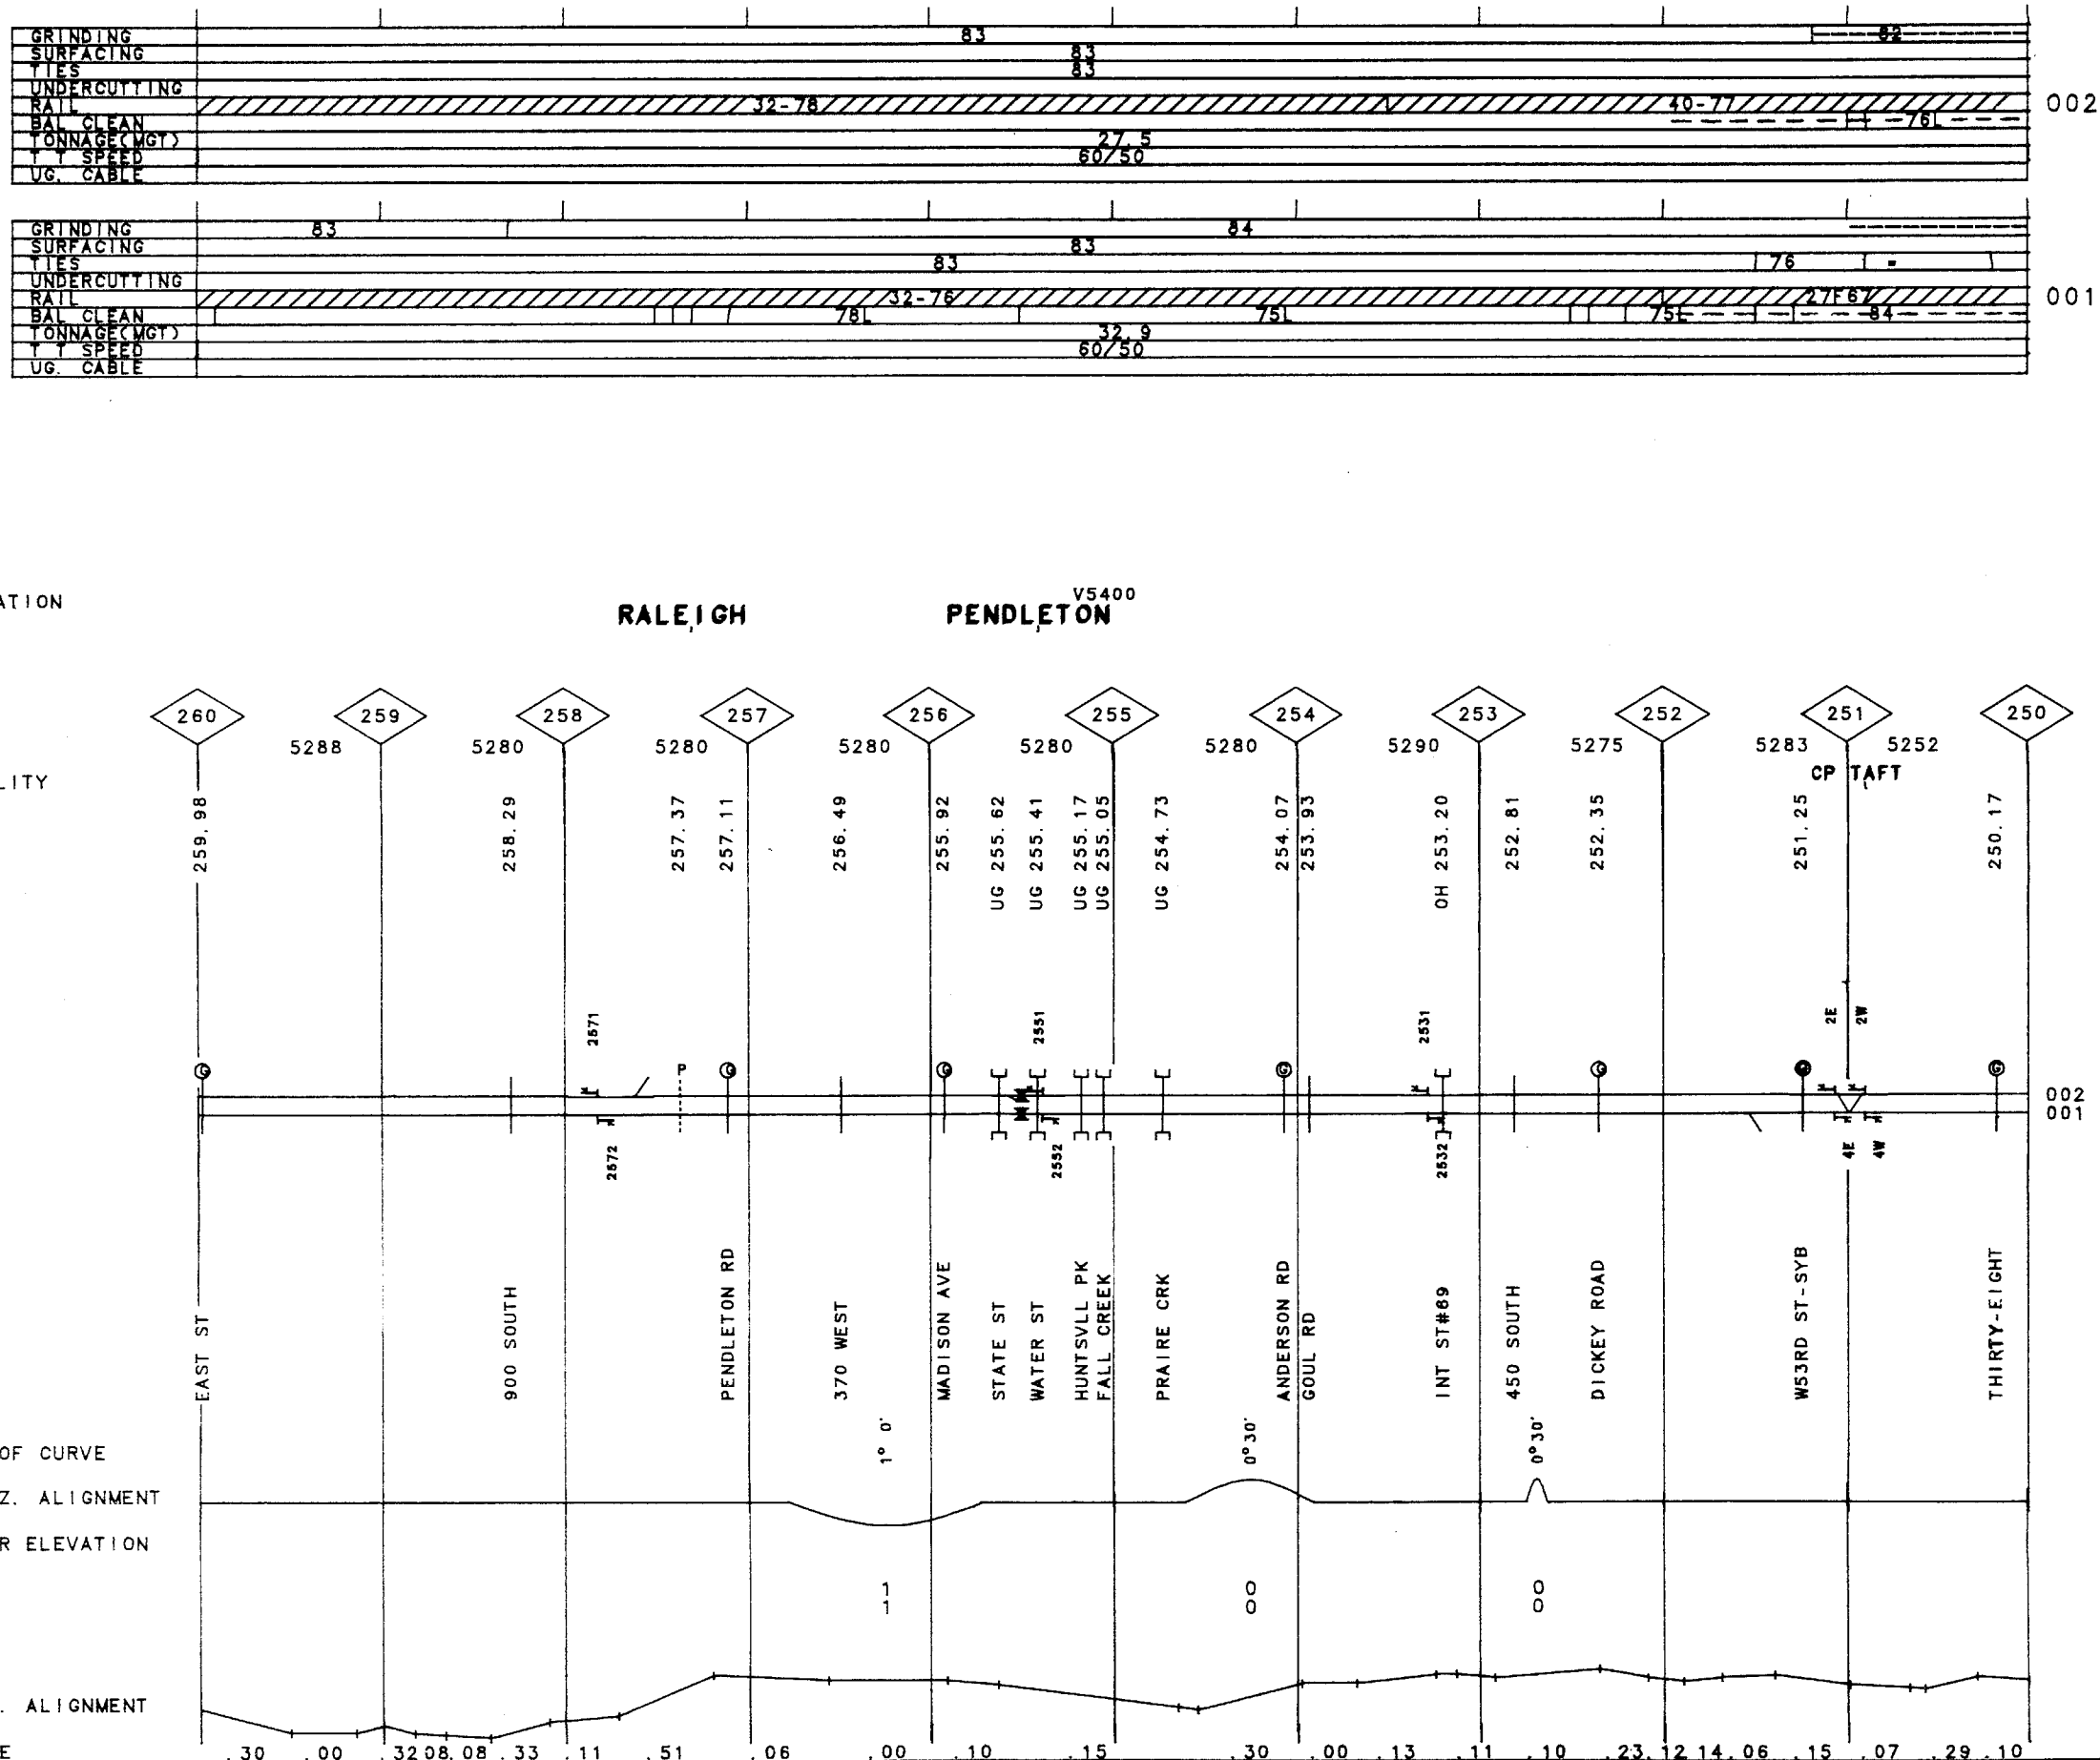 GRINDING 83 82
SURFACING 83
TIES 83
UNDERCUTTING
RAIL 32-78 40-77 002
BAL CLEAN 76L
TONNAGE(MGT) 27.5
T T SPEED 60/50
UG. CABLE
GRINDING 83 84
SURFACING 83
TIES 83 76
UNDERCUTTING
RAIL 32-76 27F67 001
BAL CLEAN 78L 75L 75L 84
TONNAGE(MGT) 32.9
T T SPEED 60/50
UG. CABLE
V5400
ATION RALEIGH PENDLETON
260 259 258 257 256 255 254 253 252 251 250
5288 5280 5280 5280 5280 5280 5290 5275 5283 5252
LITY CP TAFT
259.98 258.29 257.37 257.11 256.49 255.92 UG 255.62 UG 255.41 UG 255.17 UG 255.05 UG 254.73 254.07 253.93 OH 253.20 252.81 252.35 251.25 250.17
2571 2551 2531 2E 2W
G P G G G G G G
002
001
2572 2552 2532 4E 4W
EAST ST 900 SOUTH PENDLETON RD 370 WEST MADISON AVE STATE ST WATER ST HUNTSVLL PK FALL CREEK PRAIRE CRK ANDERSON RD GOUL RD INT ST#69 450 SOUTH DICKEY ROAD W53RD ST-SYB THIRTY-EIGHT
OF CURVE 1° 0' 0°30' 0°30'
Z. ALIGNMENT
R ELEVATION
1 0 0
1 0 0
. ALIGNMENT
E .30 .00 .3208.08 .33 .11 .51 .06 .00 .10 .15 .30 .00 .13 .11 .10 .23.12.14.06 .15 .07 .29 .10